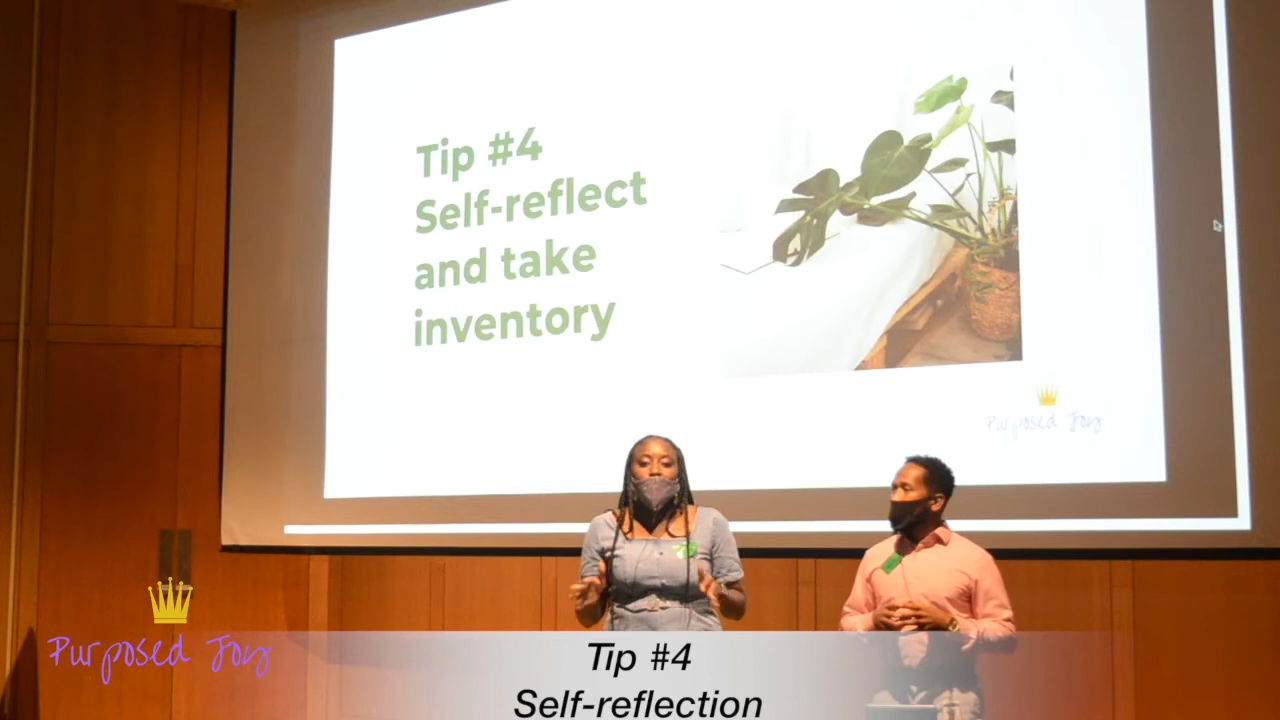 Tip #4
Self-reflect
and take
inventory
Purposed Joy
Purposed Joy
Tip #4
Self-reflection